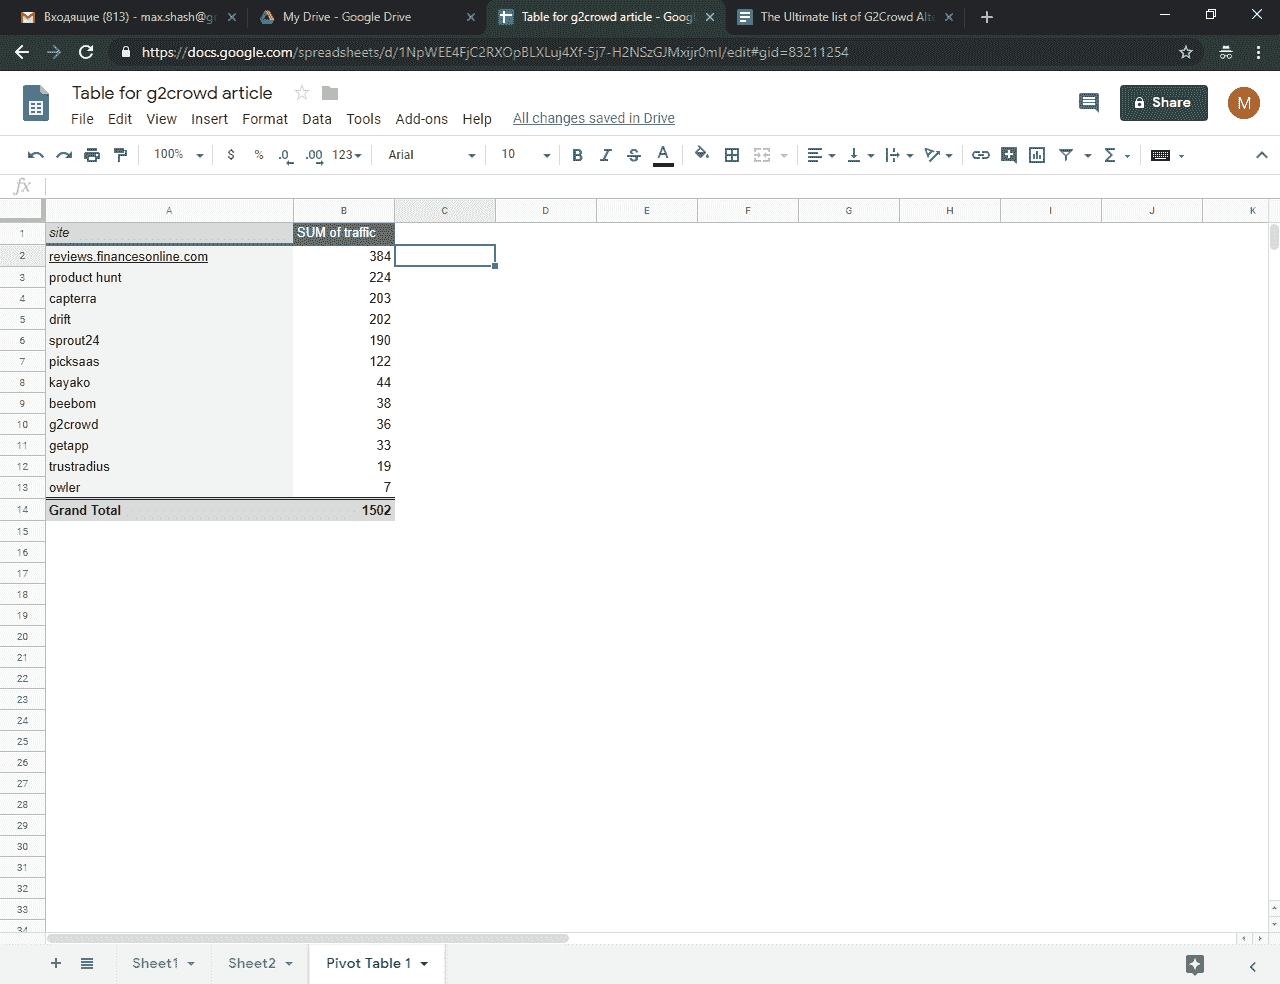 Входящие (813) - max.shash@g
My Drive - Google Drive
Table for g2crowd article - Goog
The Ultimate list of G2Crowd Alte
https://docs.google.com/spreadsheets/d/1NpWEE4FjC2RXOpBLXLuj4Xf-5j7-H2NSzGJMxijr0mI/edit#gid=83211254
Table for g2crowd article
Share
M
File Edit View Insert Format Data Tools Add-ons Help All changes saved in Drive
100% $ % .0 .00 123 Arial 10 B I S A Σ
fx
A B C D E F G H I J K
1 site SUM of traffic
2 reviews.financesonline.com 384
3 product hunt 224
4 capterra 203
5 drift 202
6 sprout24 190
7 picksaas 122
8 kayako 44
9 beebom 38
10 g2crowd 36
11 getapp 33
12 trustradius 19
13 owler 7
14 Grand Total 1502
15
16
17
18
19
20
21
22
23
24
25
26
27
28
29
30
31
32
33
34
Sheet1 Sheet2 Pivot Table 1